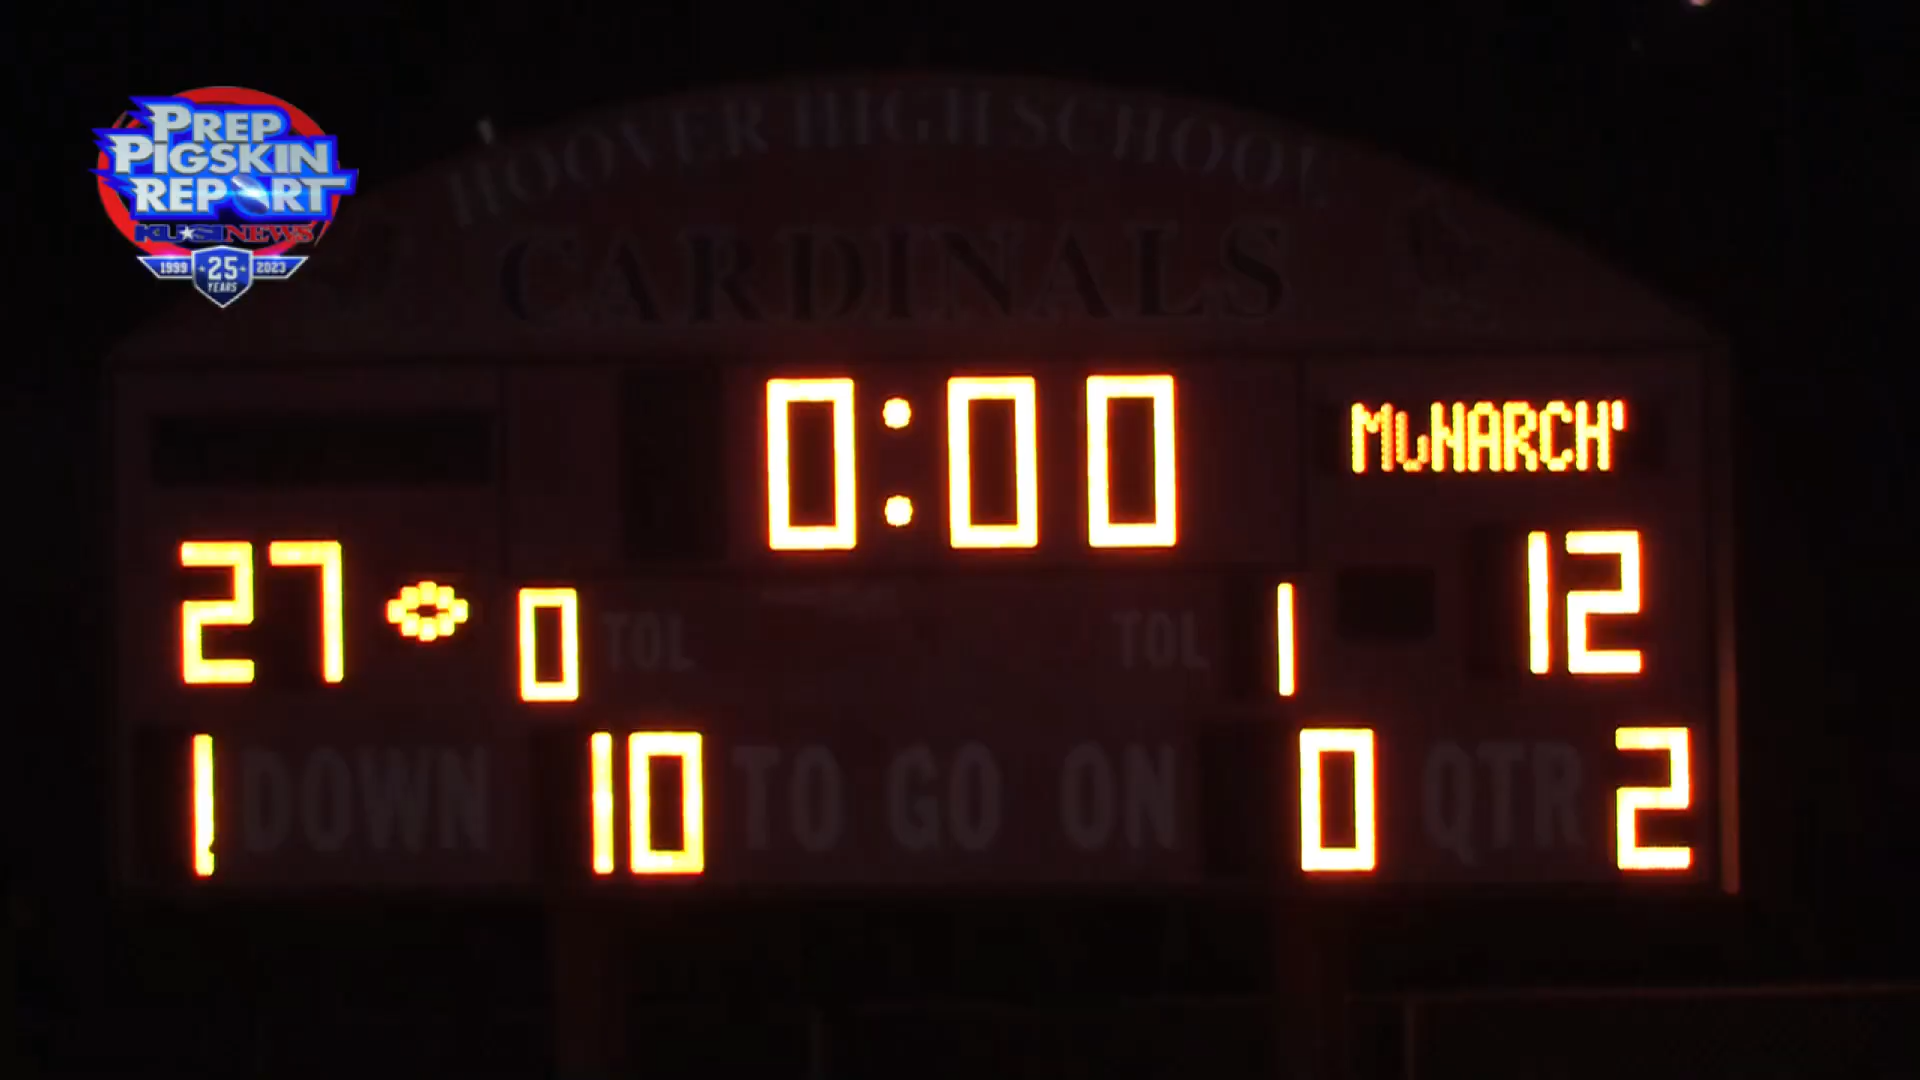 PREP
PIGSKIN
REPORT
KUSI NEWS
1999 25 2023
YEARS
HOOVER HIGH SCHOOL
CARDINALS
0:00
MUNARCH'
27 0 TOL TOL 1 12
1 DOWN 10 TO GO ON 0 QTR 2